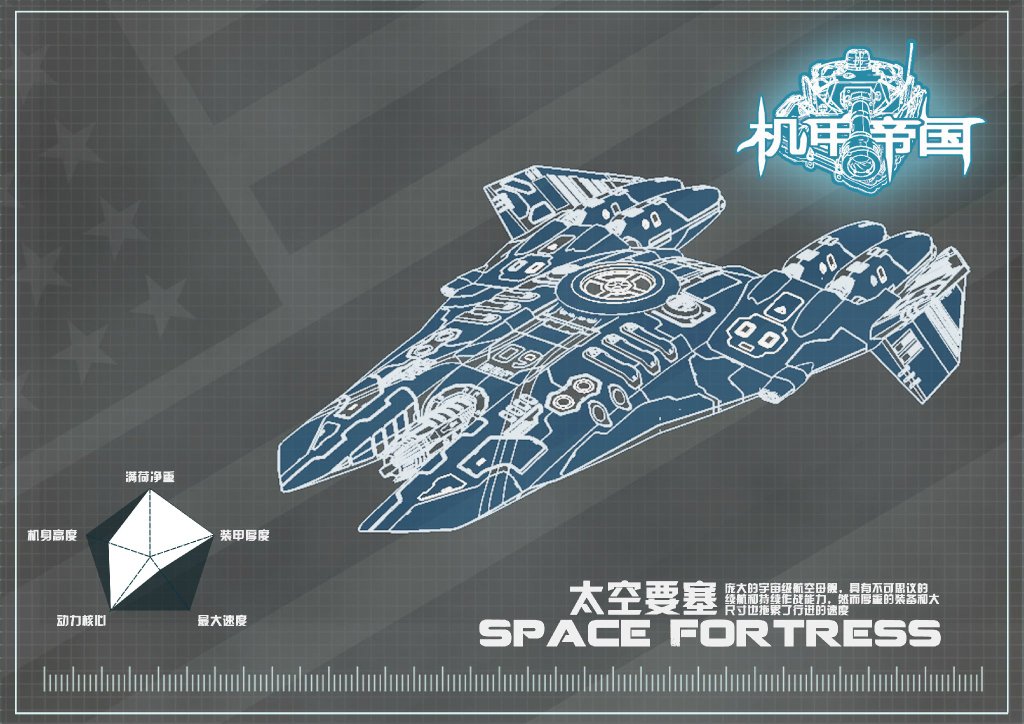 机甲帝国
满荷净重
机身高度
装甲厚度
动力核心
最大速度
09
太空要塞
庞大的宇宙级航空母舰，具有不可思议的
续航和持续作战能力，然而厚重的装备和大
尺寸也拖累了行进的速度
SPACE FORTRESS